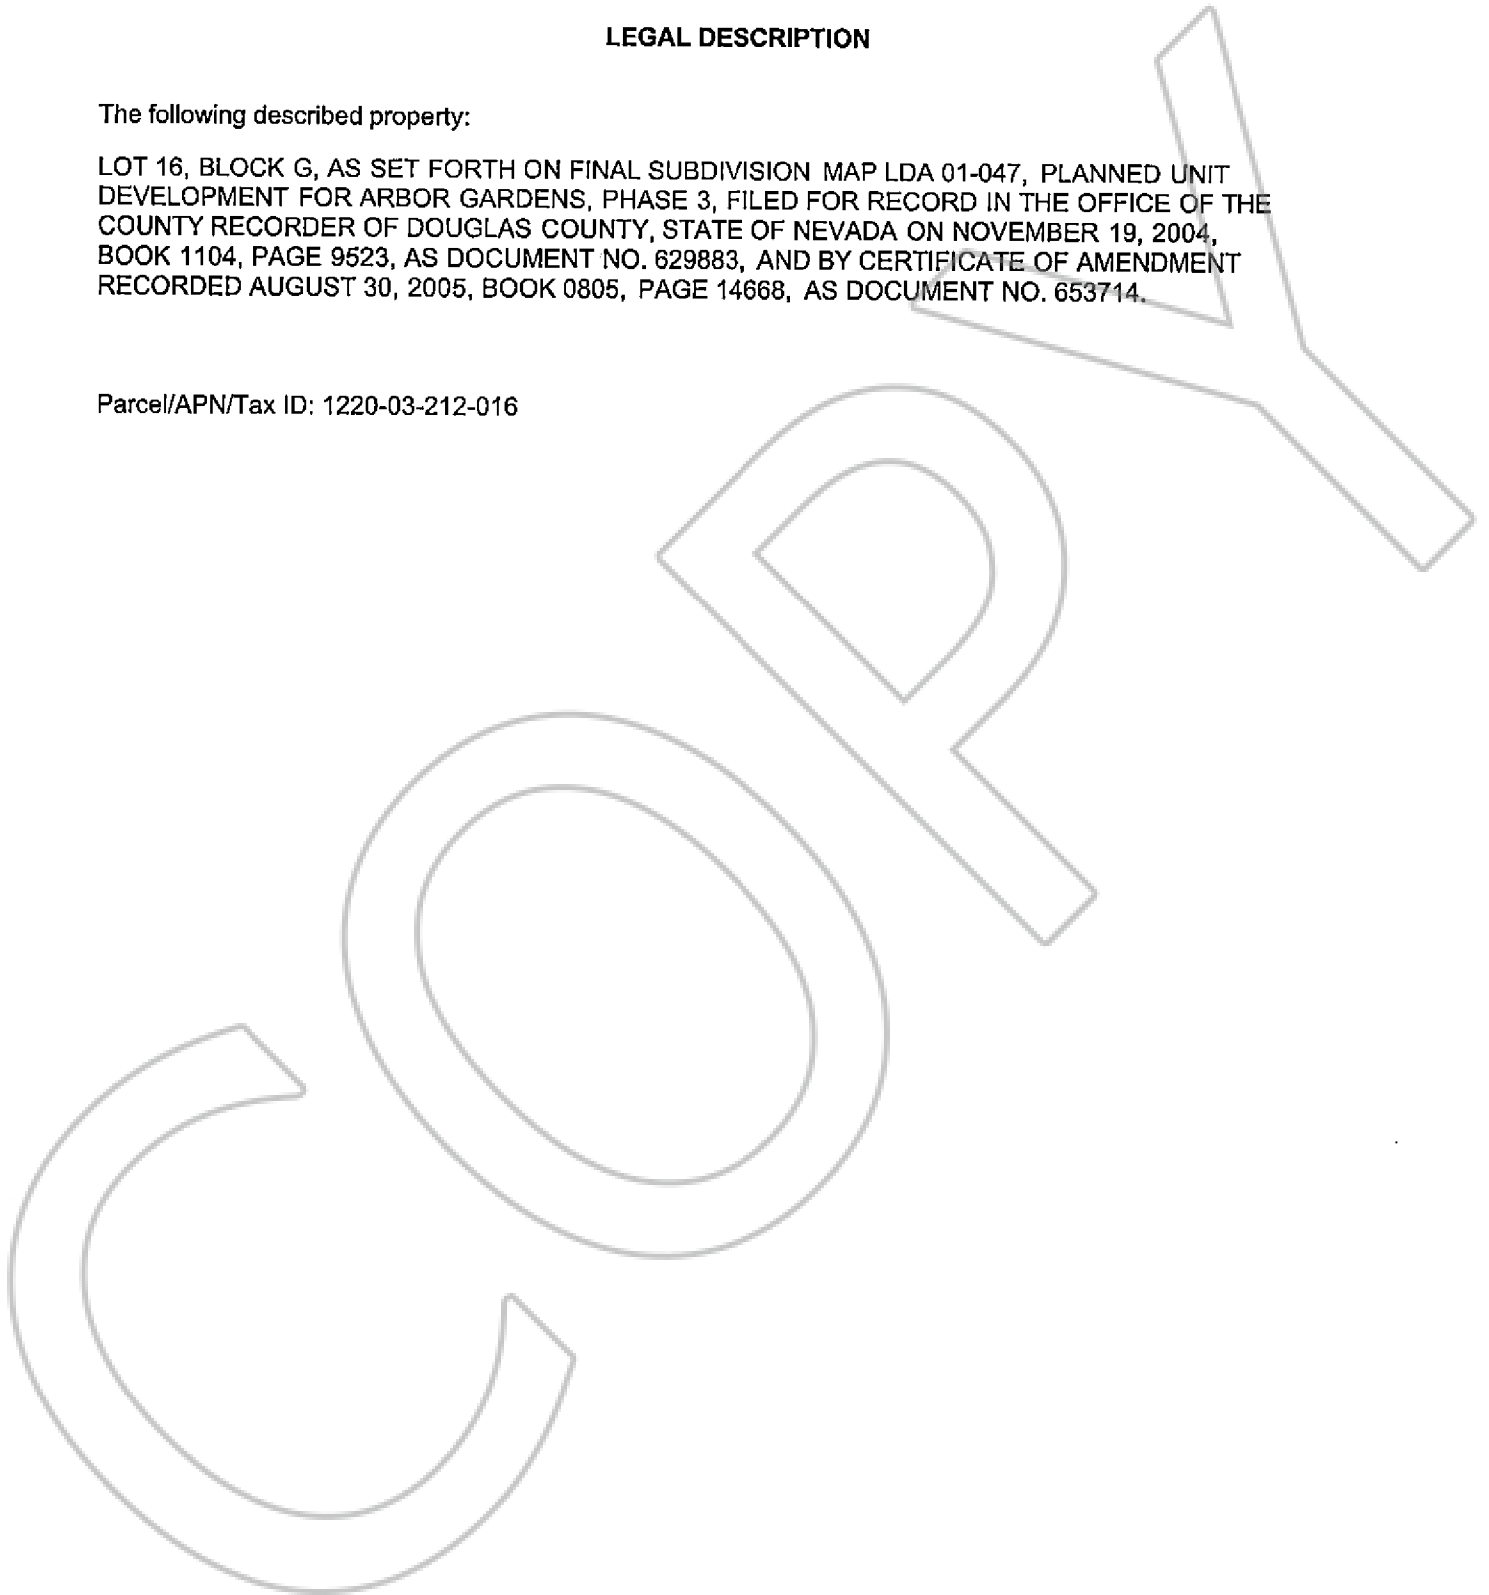 LEGAL DESCRIPTION
The following described property:
LOT 16, BLOCK G, AS SET FORTH ON FINAL SUBDIVISION MAP LDA 01-047, PLANNED UNIT
DEVELOPMENT FOR ARBOR GARDENS, PHASE 3, FILED FOR RECORD IN THE OFFICE OF THE
COUNTY RECORDER OF DOUGLAS COUNTY, STATE OF NEVADA ON NOVEMBER 19, 2004,
BOOK 1104, PAGE 9523, AS DOCUMENT NO. 629883, AND BY CERTIFICATE OF AMENDMENT
RECORDED AUGUST 30, 2005, BOOK 0805, PAGE 14668, AS DOCUMENT NO. 653714.
Parcel/APN/Tax ID: 1220-03-212-016
COPY